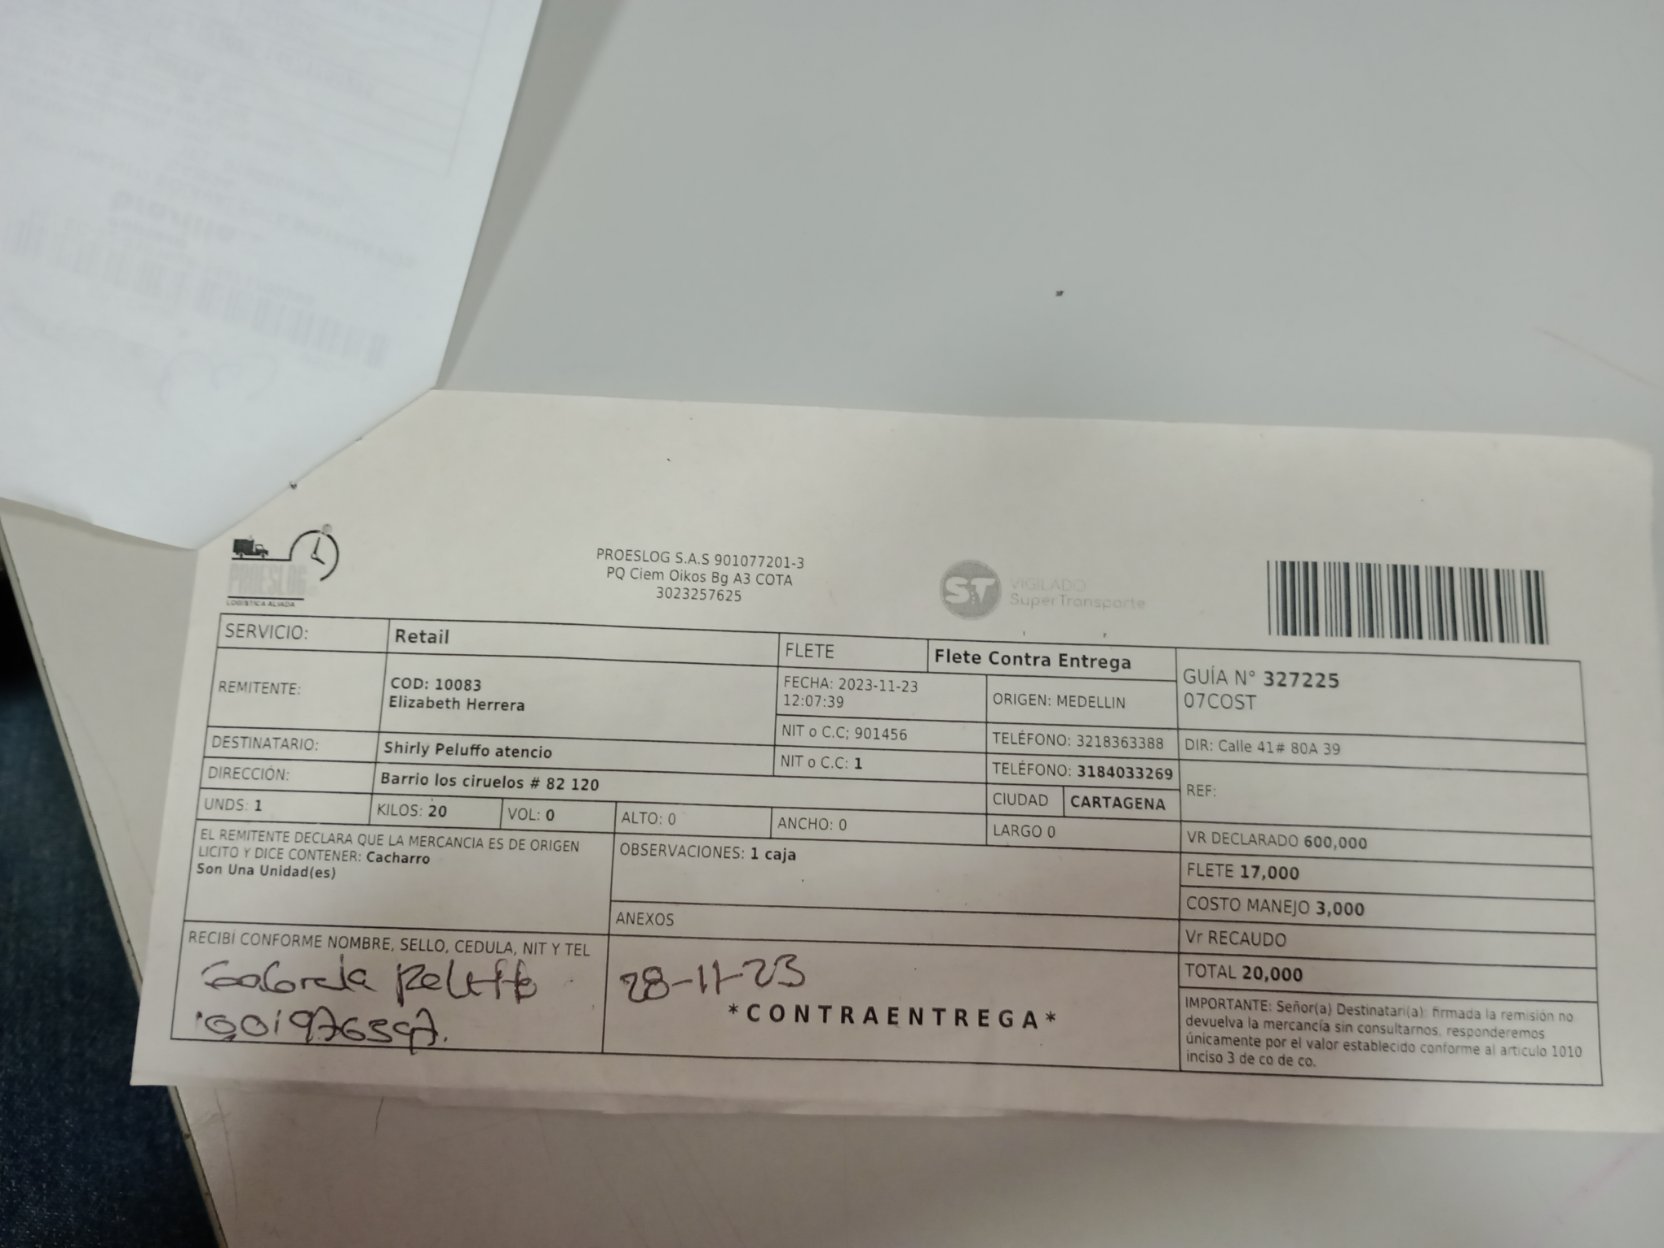 PROESLOG
LOGÍSTICA ALIADA
PROESLOG S.A.S 901077201-3
PQ Ciem Oikos Bg A3 COTA
3023257625
ST VIGILADO
SuperTransporte
SERVICIO: Retail FLETE Flete Contra Entrega
REMITENTE: COD: 10083
Elizabeth Herrera
FECHA: 2023-11-23
12:07:39
ORIGEN: MEDELLIN
GUÍA N° 327225
07COST
NIT o C.C; 901456 TELÉFONO: 3218363388 DIR: Calle 41# 80A 39
DESTINATARIO: Shirly Peluffo atencio NIT o C.C: 1 TELÉFONO: 3184033269
REF:
DIRECCIÓN: Barrio los ciruelos # 82 120 CIUDAD CARTAGENA
UNDS: 1 KILOS: 20 VOL: 0 ALTO: 0 ANCHO: 0 LARGO 0 VR DECLARADO 600,000
EL REMITENTE DECLARA QUE LA MERCANCIA ES DE ORIGEN
LICITO Y DICE CONTENER: Cacharro
Son Una Unidad(es)
OBSERVACIONES: 1 caja
FLETE 17,000
COSTO MANEJO 3,000
ANEXOS
Vr RECAUDO
TOTAL 20,000
RECIBÍ CONFORME NOMBRE, SELLO, CEDULA, NIT Y TEL
Peluffo
28-11-23
*CONTRAENTREGA*
IMPORTANTE: Señor(a) Destinatari(a): firmada la remisión no
devuelva la mercancía sin consultarnos, responderemos
únicamente por el valor establecido conforme al articulo 1010
inciso 3 de co de co.